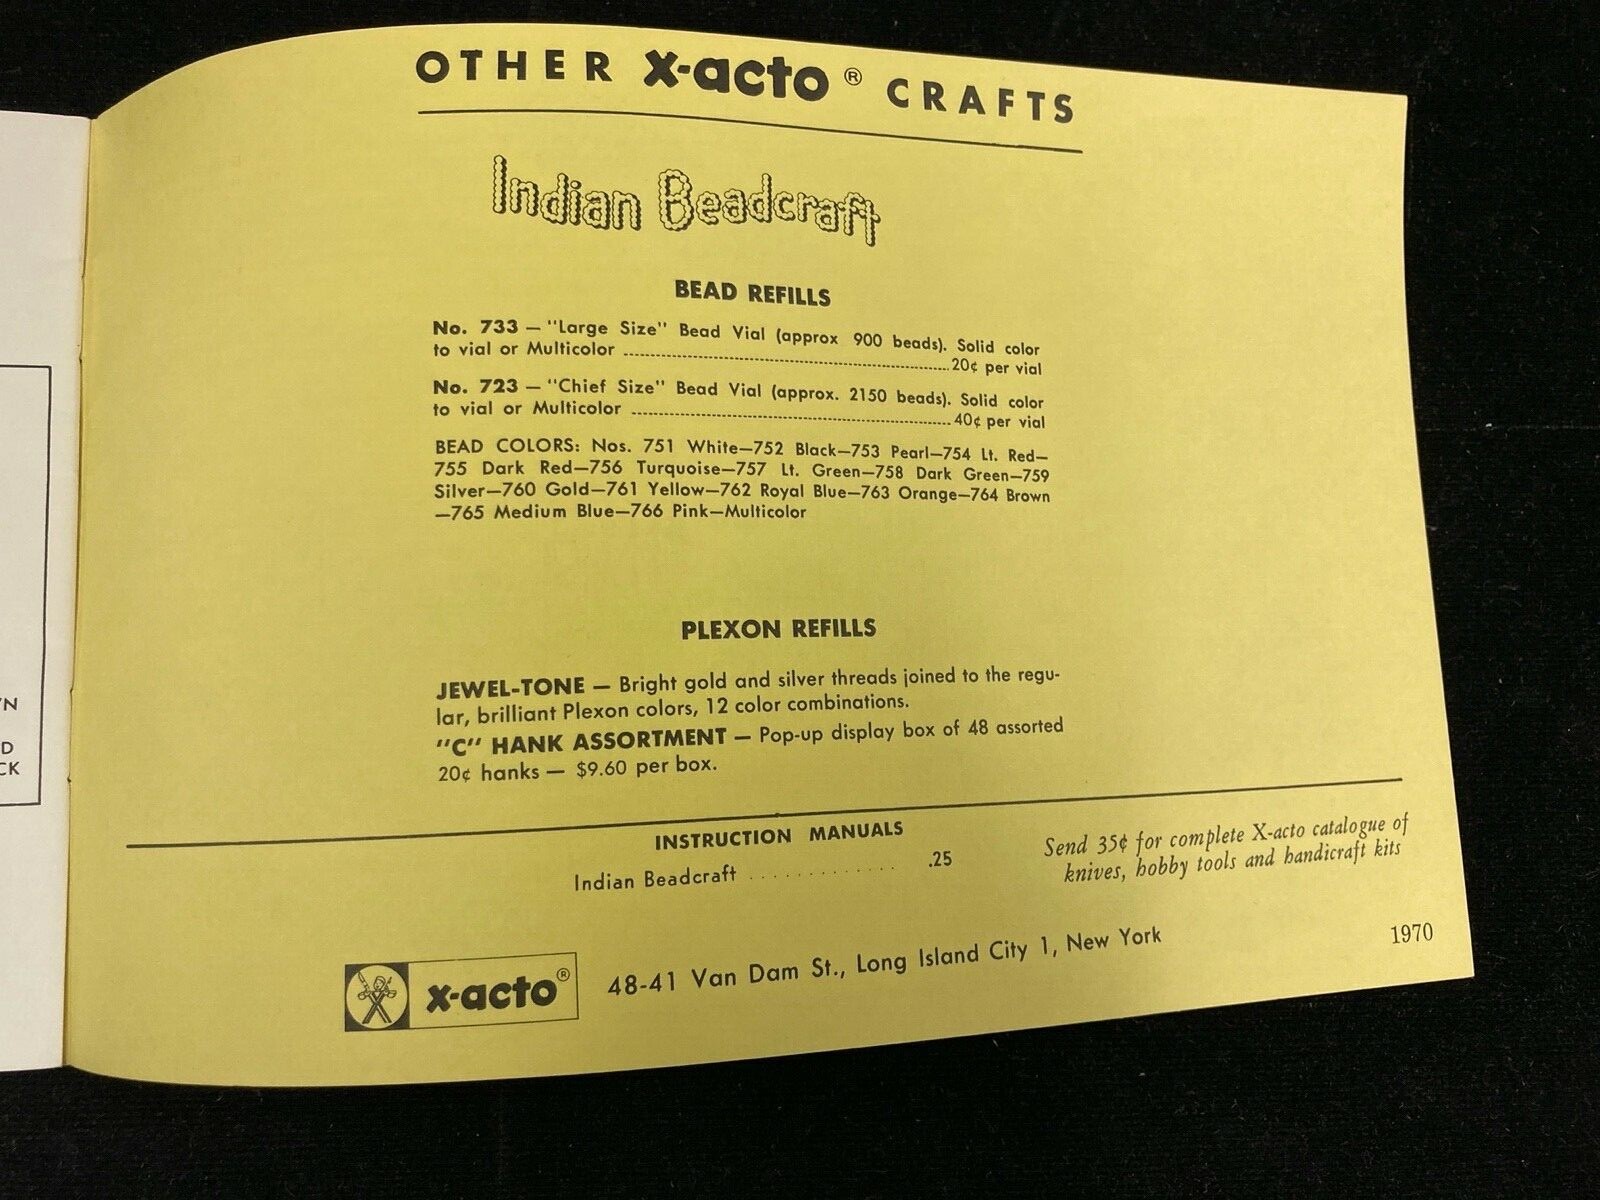 OTHER x-acto ® CRAFTS
Indian Beadcraft
BEAD REFILLS
No. 733 — "Large Size" Bead Vial (approx 900 beads). Solid color
to vial or Multicolor ........................................................ 20¢ per vial
No. 723 — "Chief Size" Bead Vial (approx. 2150 beads). Solid color
to vial or Multicolor ........................................................ 40¢ per vial
BEAD COLORS: Nos. 751 White—752 Black—753 Pearl—754 Lt. Red—
755 Dark Red—756 Turquoise—757 Lt. Green—758 Dark Green—759
Silver—760 Gold—761 Yellow—762 Royal Blue—763 Orange—764 Brown
—765 Medium Blue—766 Pink—Multicolor
PLEXON REFILLS
JEWEL-TONE — Bright gold and silver threads joined to the regu-
lar, brilliant Plexon colors, 12 color combinations.
"C" HANK ASSORTMENT — Pop-up display box of 48 assorted
20¢ hanks — $9.60 per box.
INSTRUCTION MANUALS
Indian Beadcraft . . . . . . . . . . . . . .25
Send 35¢ for complete X-acto catalogue of
knives, hobby tools and handicraft kits
x-acto®
48-41 Van Dam St., Long Island City 1, New York
1970